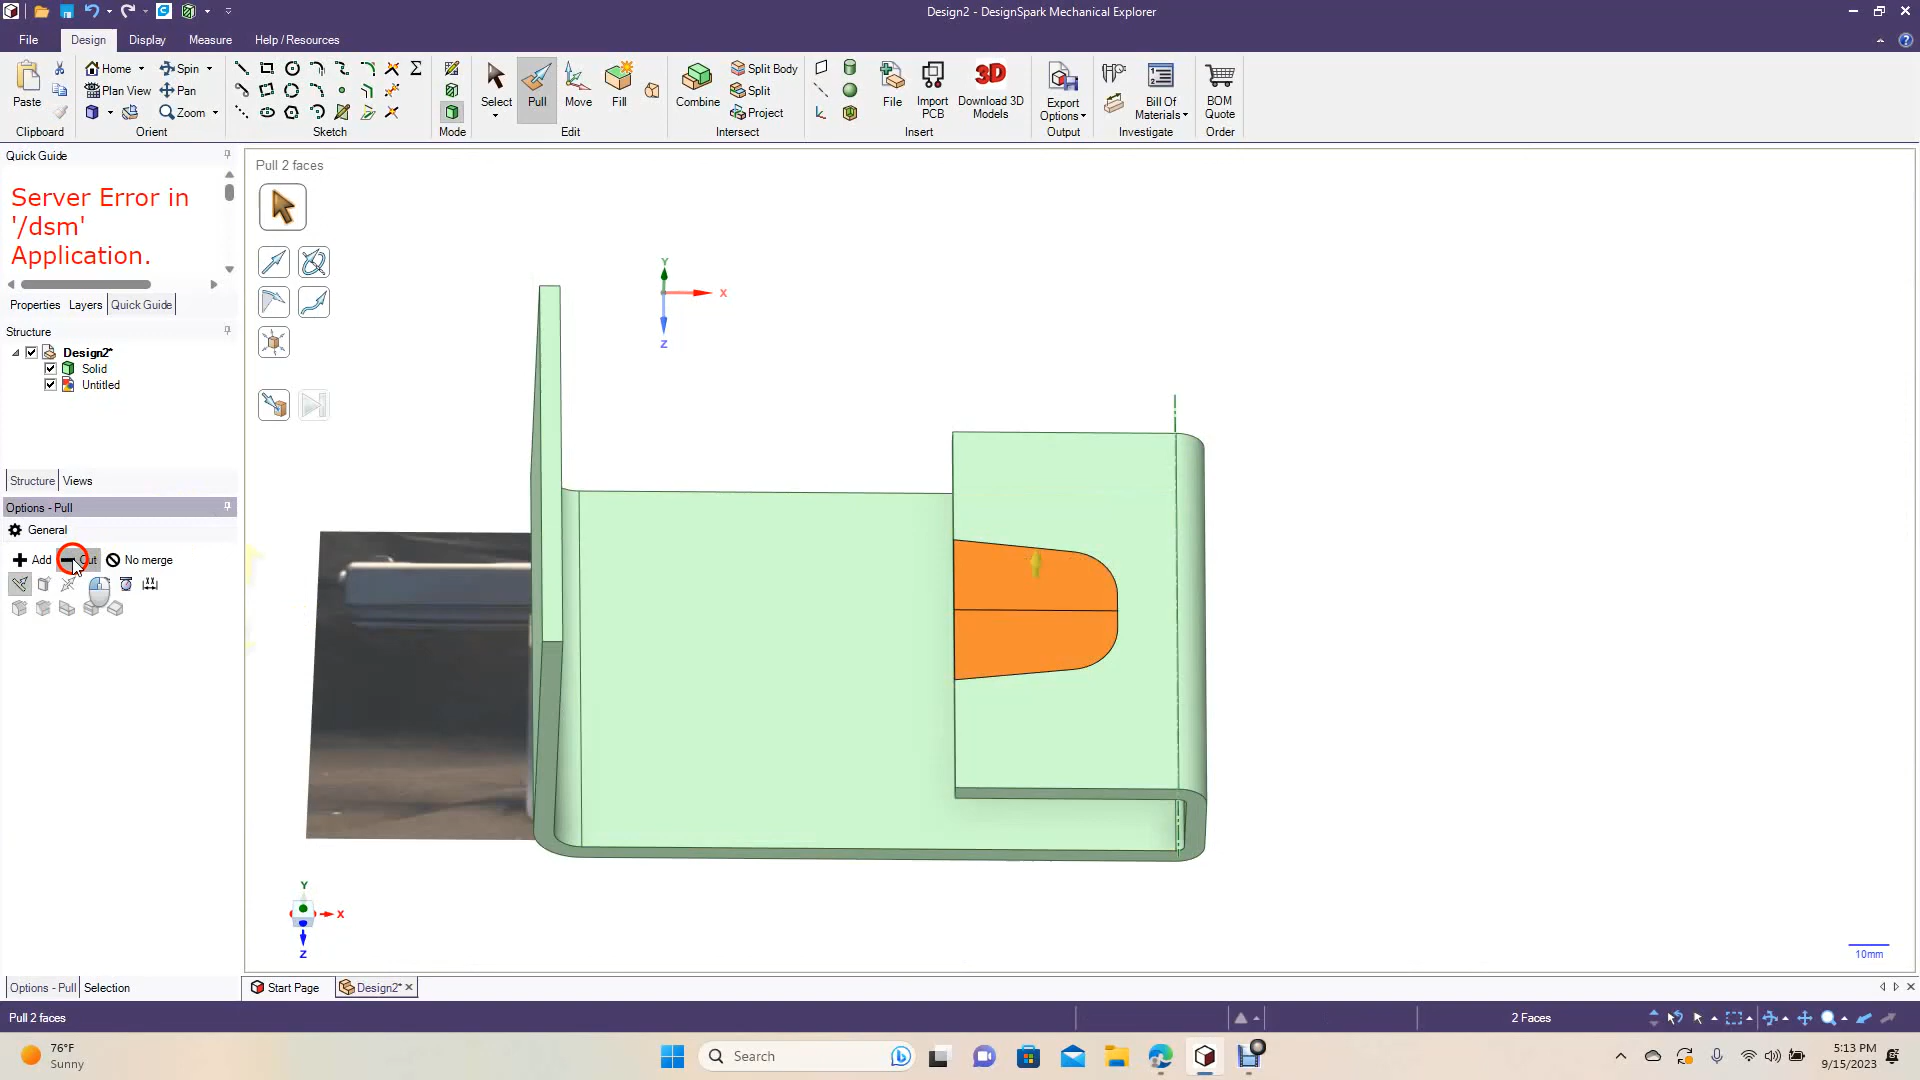 Design2 - DesignSpark Mechanical Explorer
File Design Display Measure Help / Resources
Paste
Clipboard
Home
Plan View
Spin
Pan
Zoom
Orient
Sketch
Mode
Select
Pull
Move
Fill
Edit
Combine
Split Body
Split
Project
Intersect
File
Import PCB
3D
Download 3D Models
Insert
Export Options
Output
Bill Of Materials
Investigate
BOM Quote
Order
Quick Guide
Server Error in
'/dsm'
Application.
Properties Layers Quick Guide
Structure
Design2*
Solid
Untitled
Structure Views
Options - Pull
General
Add Cut No merge
Options - Pull Selection
Pull 2 faces
Y
X
Z
Y
X
Z
10mm
Start Page Design2*
Pull 2 faces
2 Faces
76°F
Sunny
Search
5:13 PM
9/15/2023